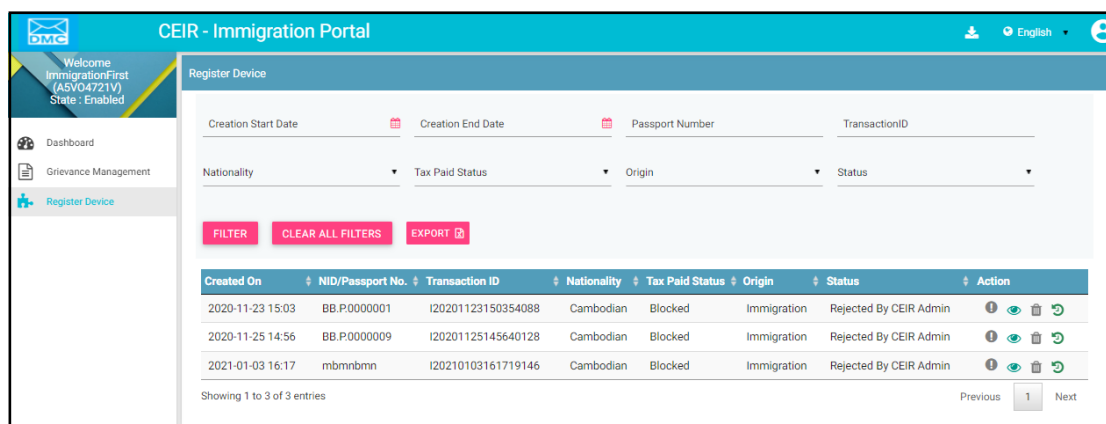 DMC
CEIR - Immigration Portal
English
Welcome
ImmigrationFirst
(A5VO4721V)
State : Enabled
Dashboard
Grievance Management
Register Device
Register Device
Creation Start Date Creation End Date Passport Number TransactionID
Nationality Tax Paid Status Origin Status
FILTER CLEAR ALL FILTERS EXPORT
Created On NID/Passport No. Transaction ID Nationality Tax Paid Status Origin Status Action
2020-11-23 15:03 BB.P.0000001 I20201123150354088 Cambodian Blocked Immigration Rejected By CEIR Admin
2020-11-25 14:56 BB.P.0000009 I20201125145640128 Cambodian Blocked Immigration Rejected By CEIR Admin
2021-01-03 16:17 mbmnbmn I20210103161719146 Cambodian Blocked Immigration Rejected By CEIR Admin
Showing 1 to 3 of 3 entries
Previous 1 Next